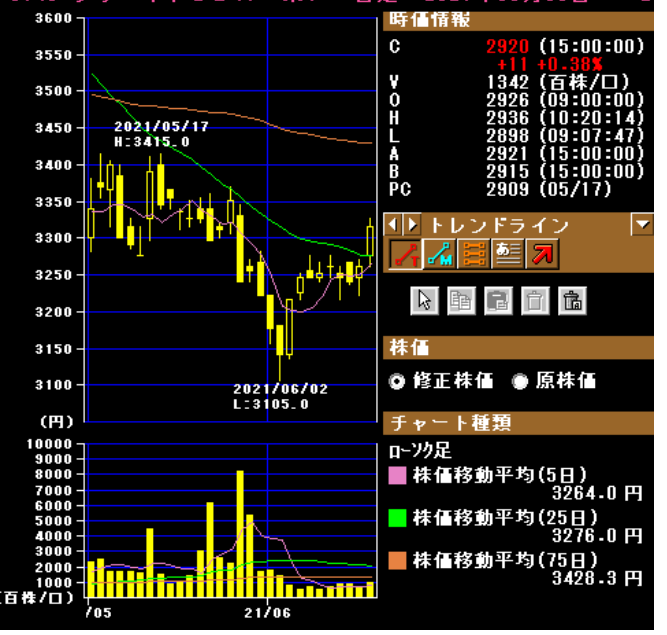 3600
3550
3500
3450
3400
3350
3300
3250
3200
3150
3100
(円)
2021/05/17
H:3415.0
2021/06/02
L:3105.0
10000
9000
8000
7000
6000
5000
4000
3000
2000
1000
(百株/口)
/05
21/06
時価情報
C 2920 (15:00:00)
+11 +0.38%
V 1342 (百株/口)
O 2926 (09:00:00)
H 2936 (10:20:14)
L 2898 (09:07:47)
A 2921 (15:00:00)
B 2915 (15:00:00)
PC 2909 (05/17)
トレンドライン
T
M
あ
株価
修正株価 原株価
チャート種類
ローソク足
株価移動平均(5日)
3264.0 円
株価移動平均(25日)
3276.0 円
株価移動平均(75日)
3428.3 円